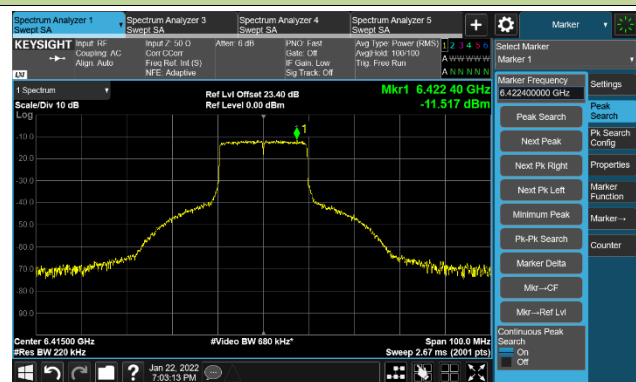 Spectrum Analyzer 1
Swept SA
Spectrum Analyzer 3
Swept SA
Spectrum Analyzer 4
Swept SA
Spectrum Analyzer 5
Swept SA
Marker
KEYSIGHT
Input: RF
Coupling: AC
Align: Auto
Input Z: 50 Ω
Corr CCorr
Freq Ref: Int (S)
NFE: Adaptive
Atten: 6 dB
PNO: Fast
Gate: Off
IF Gain: Low
Sig Track: Off
Avg Type: Power (RMS)
Avg|Hold: 100/100
Trig: Free Run
1 2 3 4 5 6
A W W W W W
A N N N N N
LXI
Select Marker
Marker 1
1 Spectrum
Scale/Div 10 dB
Log
Ref Lvl Offset 23.40 dB
Ref Level 0.00 dBm
Mkr1 6.422 40 GHz
-11.517 dBm
1
-10.0
-20.0
-30.0
-40.0
-50.0
-60.0
-70.0
-80.0
-90.0
Center 6.41500 GHz
#Res BW 220 kHz
#Video BW 680 kHz*
Span 100.0 MHz
Sweep 2.67 ms (2001 pts)
Marker Frequency
6.422400000 GHz
Peak Search
Next Peak
Next Pk Right
Next Pk Left
Minimum Peak
Pk-Pk Search
Marker Delta
Mkr→CF
Mkr→Ref Lvl
Continuous Peak
Search
On
Off
Settings
Peak
Search
Pk Search
Config
Properties
Marker
Function
Marker→
Counter
Jan 22, 2022
7:03:13 PM